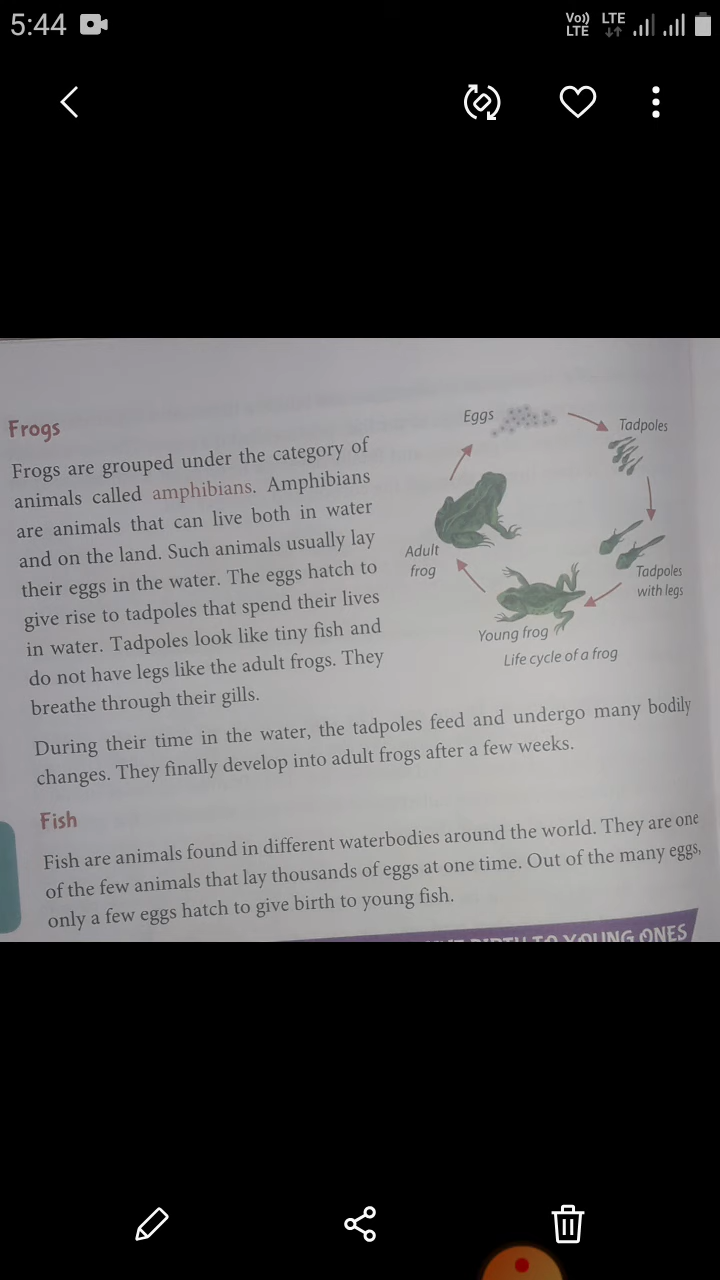 5:44
Vo)) LTE
LTE
Frogs
Frogs are grouped under the category of
animals called amphibians. Amphibians
are animals that can live both in water
and on the land. Such animals usually lay
their eggs in the water. The eggs hatch to
give rise to tadpoles that spend their lives
in water. Tadpoles look like tiny fish and
do not have legs like the adult frogs. They
breathe through their gills.
Eggs
Tadpoles
Tadpoles
with legs
Young frog
Adult
frog
Life cycle of a frog
During their time in the water, the tadpoles feed and undergo many bodily
changes. They finally develop into adult frogs after a few weeks.
Fish
Fish are animals found in different waterbodies around the world. They are one
of the few animals that lay thousands of eggs at one time. Out of the many eggs,
only a few eggs hatch to give birth to young fish.
BIRTH TO YOUNG ONES